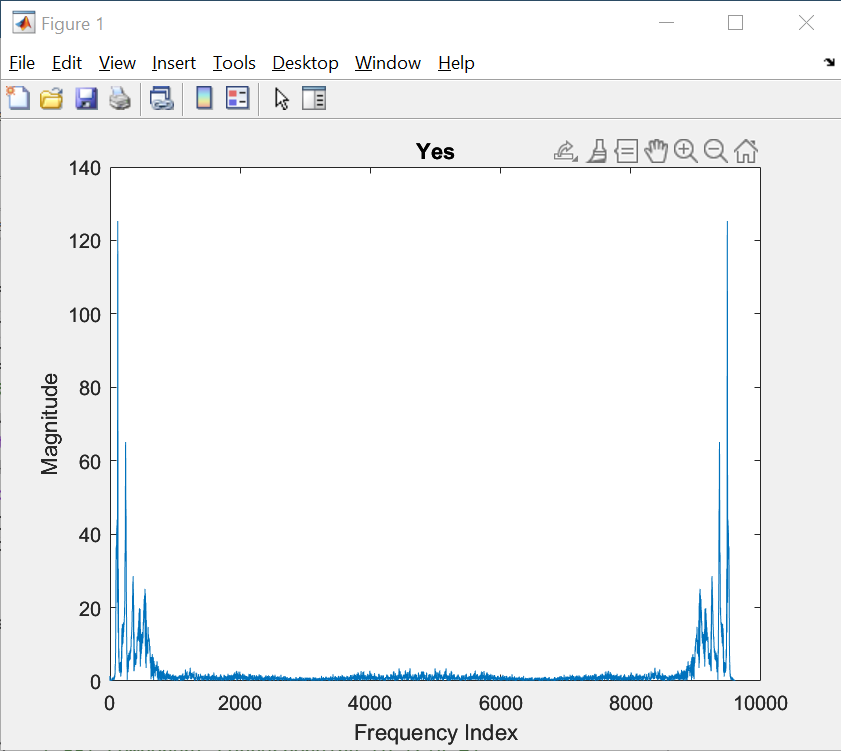 Figure 1
File Edit View Insert Tools Desktop Window Help
Yes
140
120
100
80
60
40
20
0
Magnitude
0 2000 4000 6000 8000 10000
Frequency Index